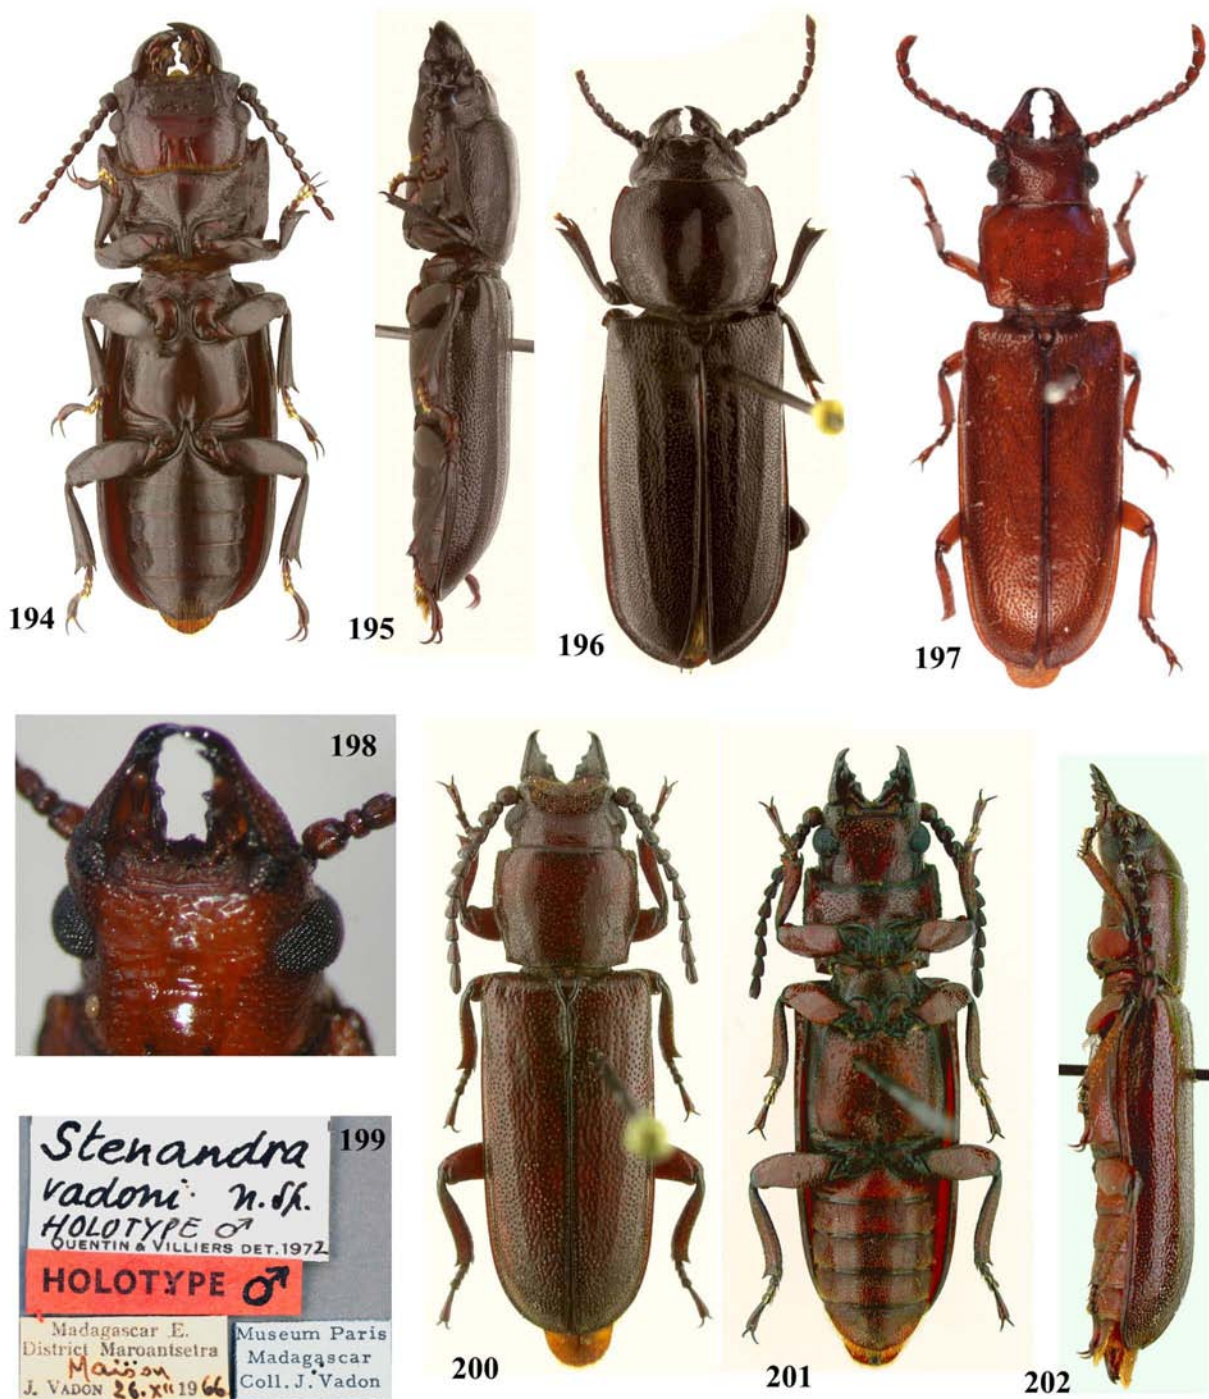 194
195
196
197
198
199
Stenandra
vadoni n.sp.
HOLOTYPE ♂
QUENTIN & VILLIERS DET. 1972
HOLOTYPE ♂
Madagascar E.
District Maroantsetra
J. VADON 26.XII 1966
Museum Paris
Madagascar
Coll. J. Vadon
200
201
202